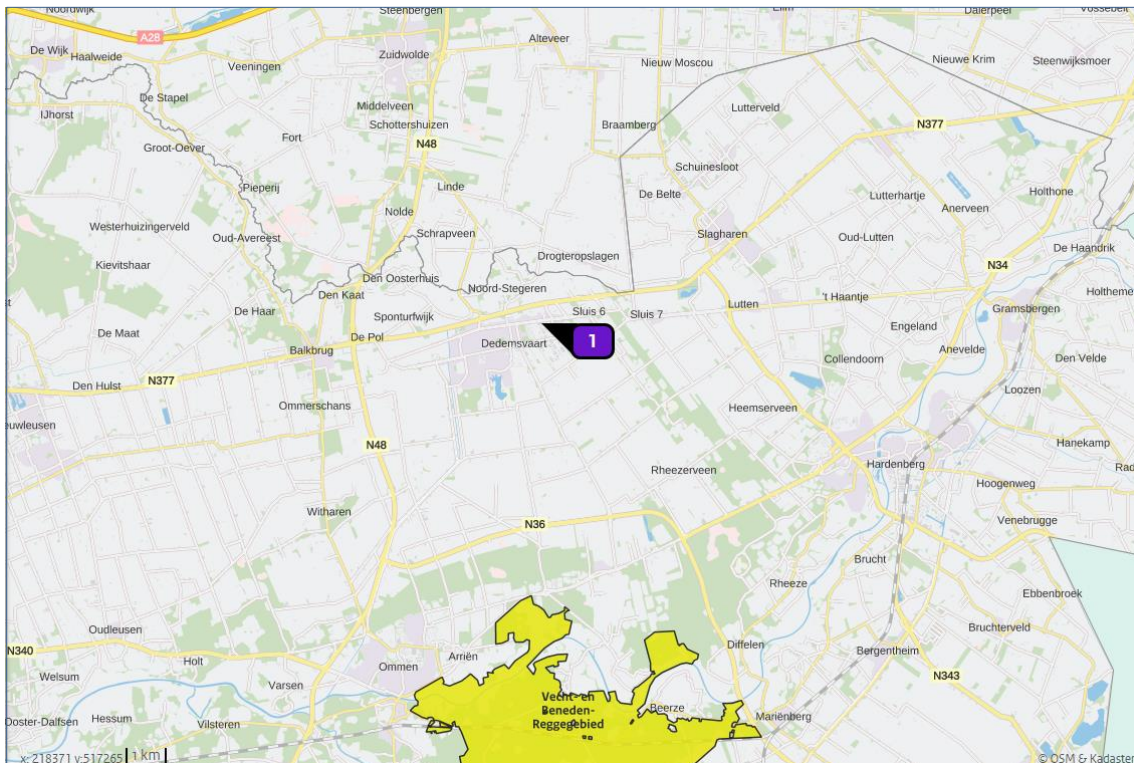 Noordwijk
Steenbergen
Elim
Dalerpeel
Vossebelt
A28
De Wijk
Haalweide
Veeningen
Zuidwolde
Alteveer
Nieuw Moscou
Nieuwe Krim
Steenwijksmoer
De Stapel
IJhorst
Middelveen
Schottershuizen
Fort
Groot-Oever
N48
Braamberg
Lutterveld
N377
Schuinesloot
Pieperij
Linde
De Belte
Lutterhartje
Holthone
Anerveen
Nolde
Westerhuizingerveld
Oud-Avereest
Schrapveen
Slagharen
Oud-Lutten
De Haandrik
Kievitshaar
Drogteropslagen
N34
Den Oosterhuis
Noord-Stegeren
Den Kaat
't Haantje
Holtheme
Lutten
Gramsbergen
De Haar
Sponturfwijk
Sluis 6
Sluis 7
Engeland
De Maat
De Pol
Dedemsvaart
1
Balkbrug
Anevelde
Collendoorn
Den Velde
N377
Den Hulst
Loozen
Ommerschans
Heemserveen
euwleusen
N48
Hanekamp
Rheezerveen
Hardenberg
Rad
Hoogenweg
Witharen
N36
Venebrugge
Brucht
Rheeze
Ebbenbroek
Oudleusen
Bruchterveld
Diffelen
N340
Arriën
Bergentheim
Holt
Ommen
Welsum
N343
Varsen
Vecht- en
Beneden-
Reggegebied
Beerze
Mariënberg
Ooster-Dalfsen
Hessum
Vilsteren
x: 218371 y:517265
1 km
© OSM & Kadaster